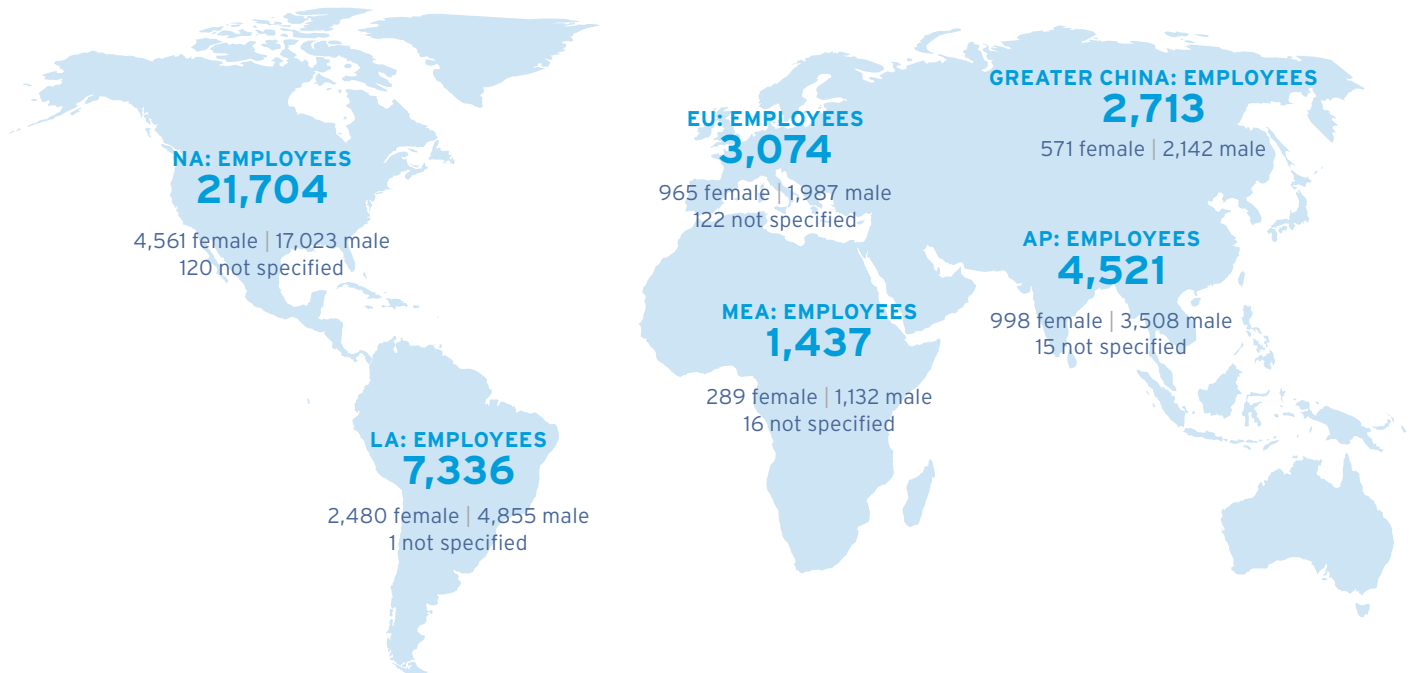 NA: EMPLOYEES
21,704
4,561 female | 17,023 male
120 not specified
LA: EMPLOYEES
7,336
2,480 female | 4,855 male
1 not specified
EU: EMPLOYEES
3,074
965 female | 1,987 male
122 not specified
MEA: EMPLOYEES
1,437
289 female | 1,132 male
16 not specified
GREATER CHINA: EMPLOYEES
2,713
571 female | 2,142 male
AP: EMPLOYEES
4,521
998 female | 3,508 male
15 not specified